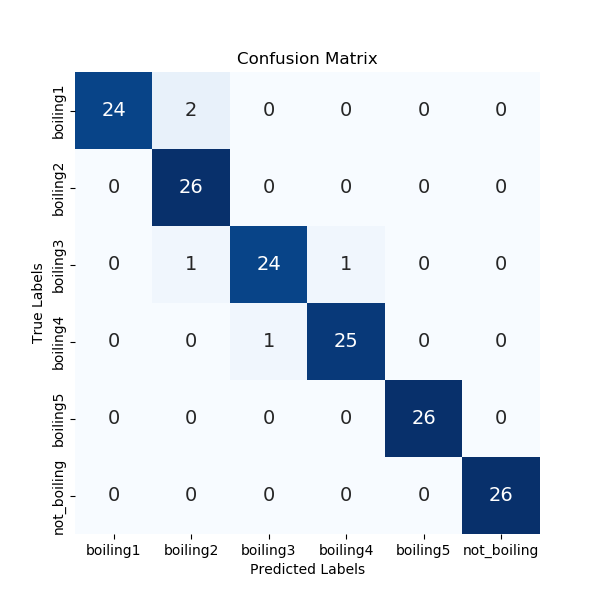 Confusion Matrix
True Labels
boiling1 24 2 0 0 0 0
boiling2 0 26 0 0 0 0
boiling3 0 1 24 1 0 0
boiling4 0 0 1 25 0 0
boiling5 0 0 0 0 26 0
not_boiling 0 0 0 0 0 26
boiling1 boiling2 boiling3 boiling4 boiling5 not_boiling
Predicted Labels